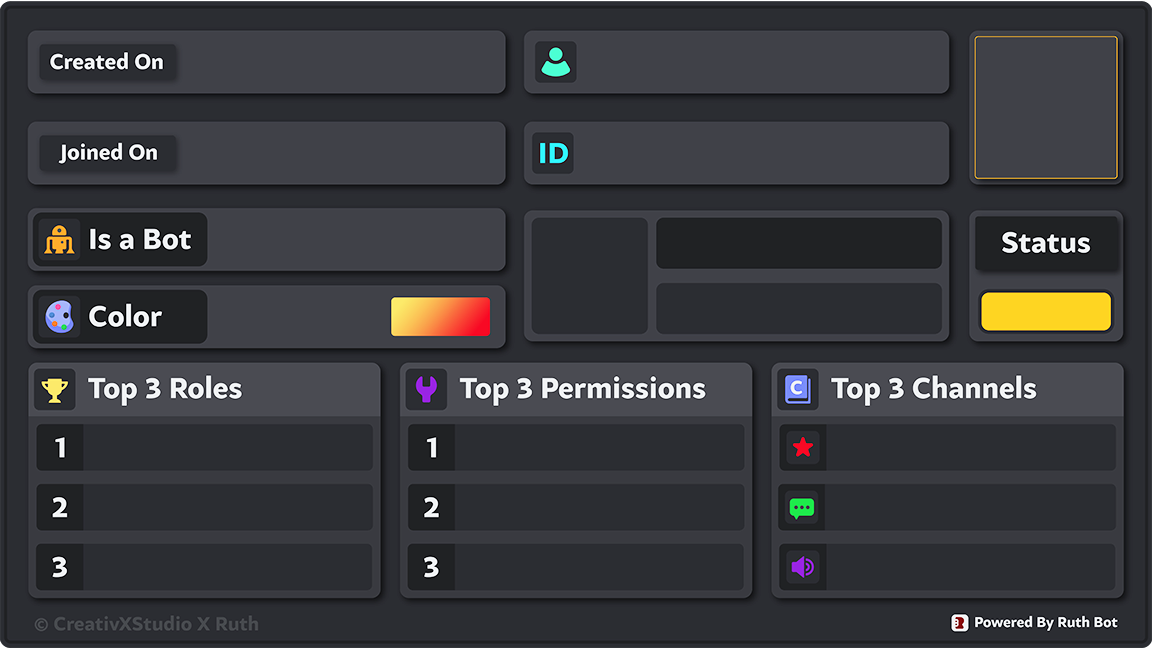 Created On
Joined On
ID
Is a Bot
Status
Color
Top 3 Roles
1
2
3
Top 3 Permissions
1
2
3
Top 3 Channels
C
© CreativXStudio X Ruth
Powered By Ruth Bot